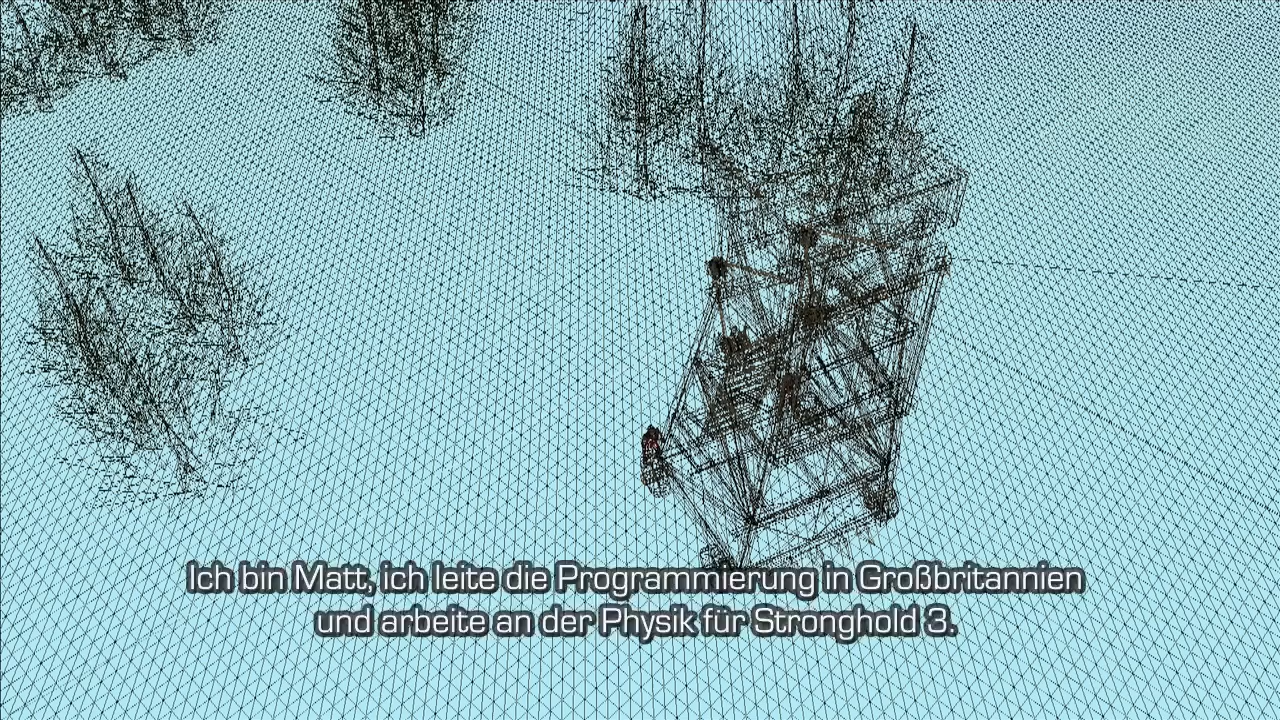 Ich bin Matt, ich leite die Programmierung in Großbritannien
und arbeite an der Physik für Stronghold 3.